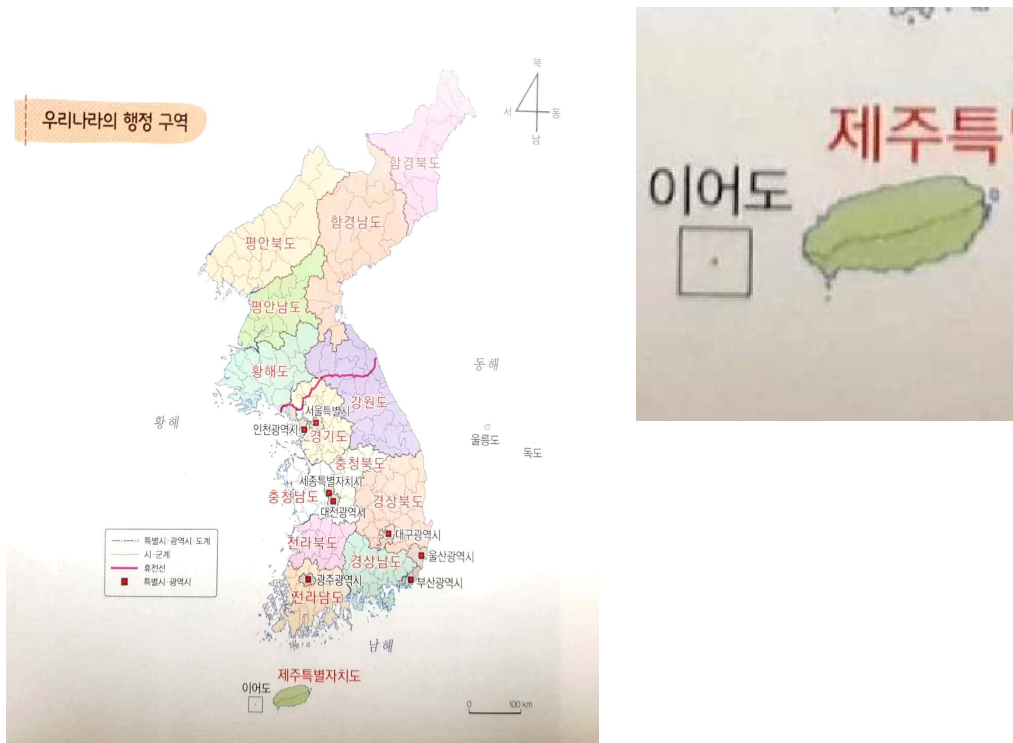 우리나라의 행정 구역
북
서
동
남
함경북도
함경남도
평안북도
평안남도
황해도
동해
강원도
서울특별시
황해
인천광역시
경기도
울릉도
독도
충청북도
세종특별자치시
충청남도
경상북도
대전광역시
특별시·광역시·도계
시·군계
휴전선
특별시·광역시
전라북도
대구광역시
경상남도
울산광역시
광주광역시
부산광역시
전라남도
남해
제주특별자치도
이어도
0 100 km
제주특
이어도